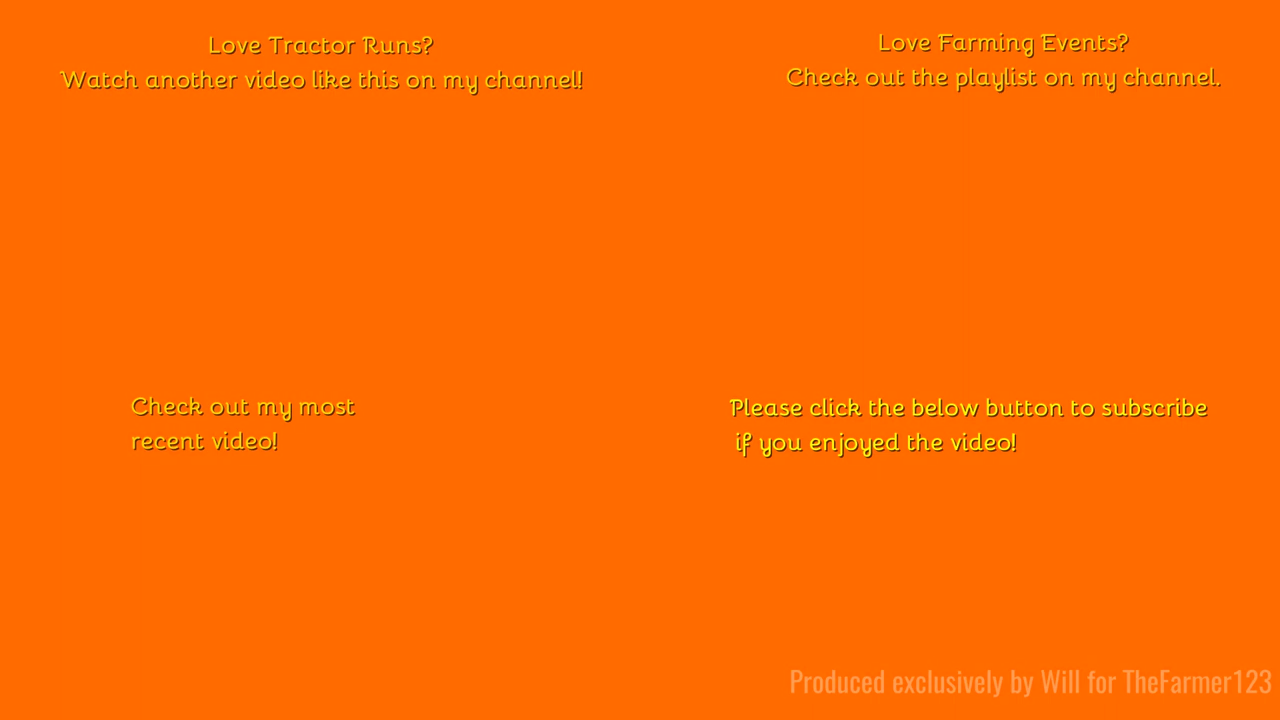 Love Tractor Runs?
Watch another video like this on my channel!
Love Farming Events?
Check out the playlist on my channel.
Check out my most
recent video!
Please click the below button to subscribe
if you enjoyed the video!
Produced exclusively by Will for TheFarmer123